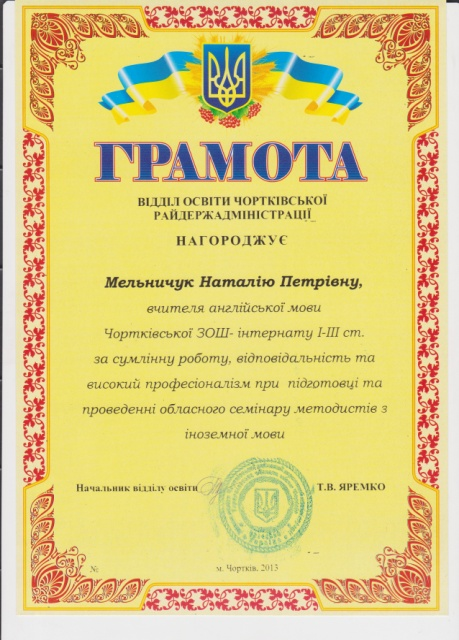 ГРАМОТА
ВІДДІЛ ОСВІТИ ЧОРТКІВСЬКОЇ
РАЙДЕРЖАДМІНІСТРАЦІЇ
НАГОРОДЖУЄ
Мельничук Наталію Петрівну,
вчителя англійської мови
Чортківської ЗОШ- інтернату І-ІІІ ст.
за сумлінну роботу, відповідальність та
високий професіоналізм при підготовці та
проведенні обласного семінару методистів з
іноземної мови
Начальник відділу освіти Т.В. ЯРЕМКО
№ м. Чортків. 2013